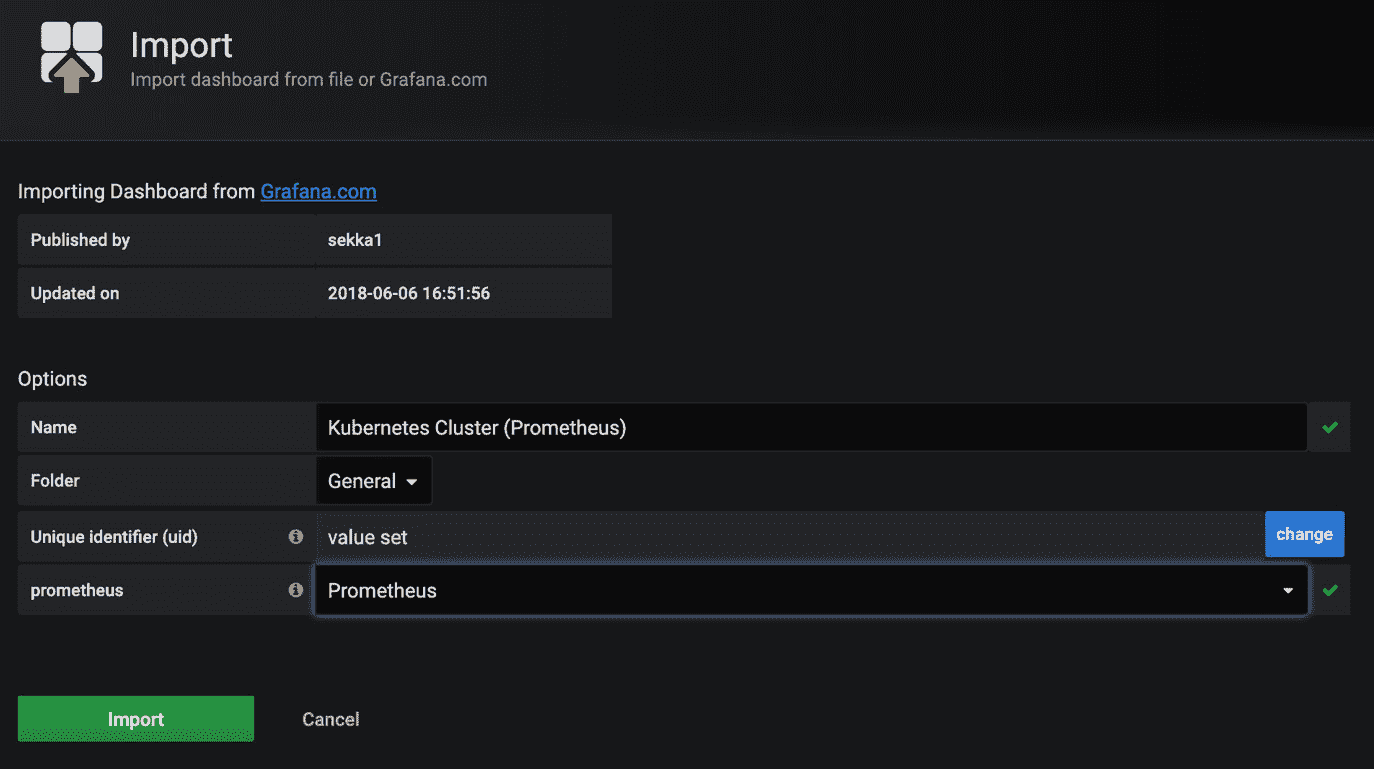 Import
Import dashboard from file or Grafana.com
Importing Dashboard from Grafana.com
Published by sekka1
Updated on 2018-06-06 16:51:56
Options
Name Kubernetes Cluster (Prometheus)
Folder General
Unique identifier (uid) value set change
prometheus Prometheus
Import Cancel